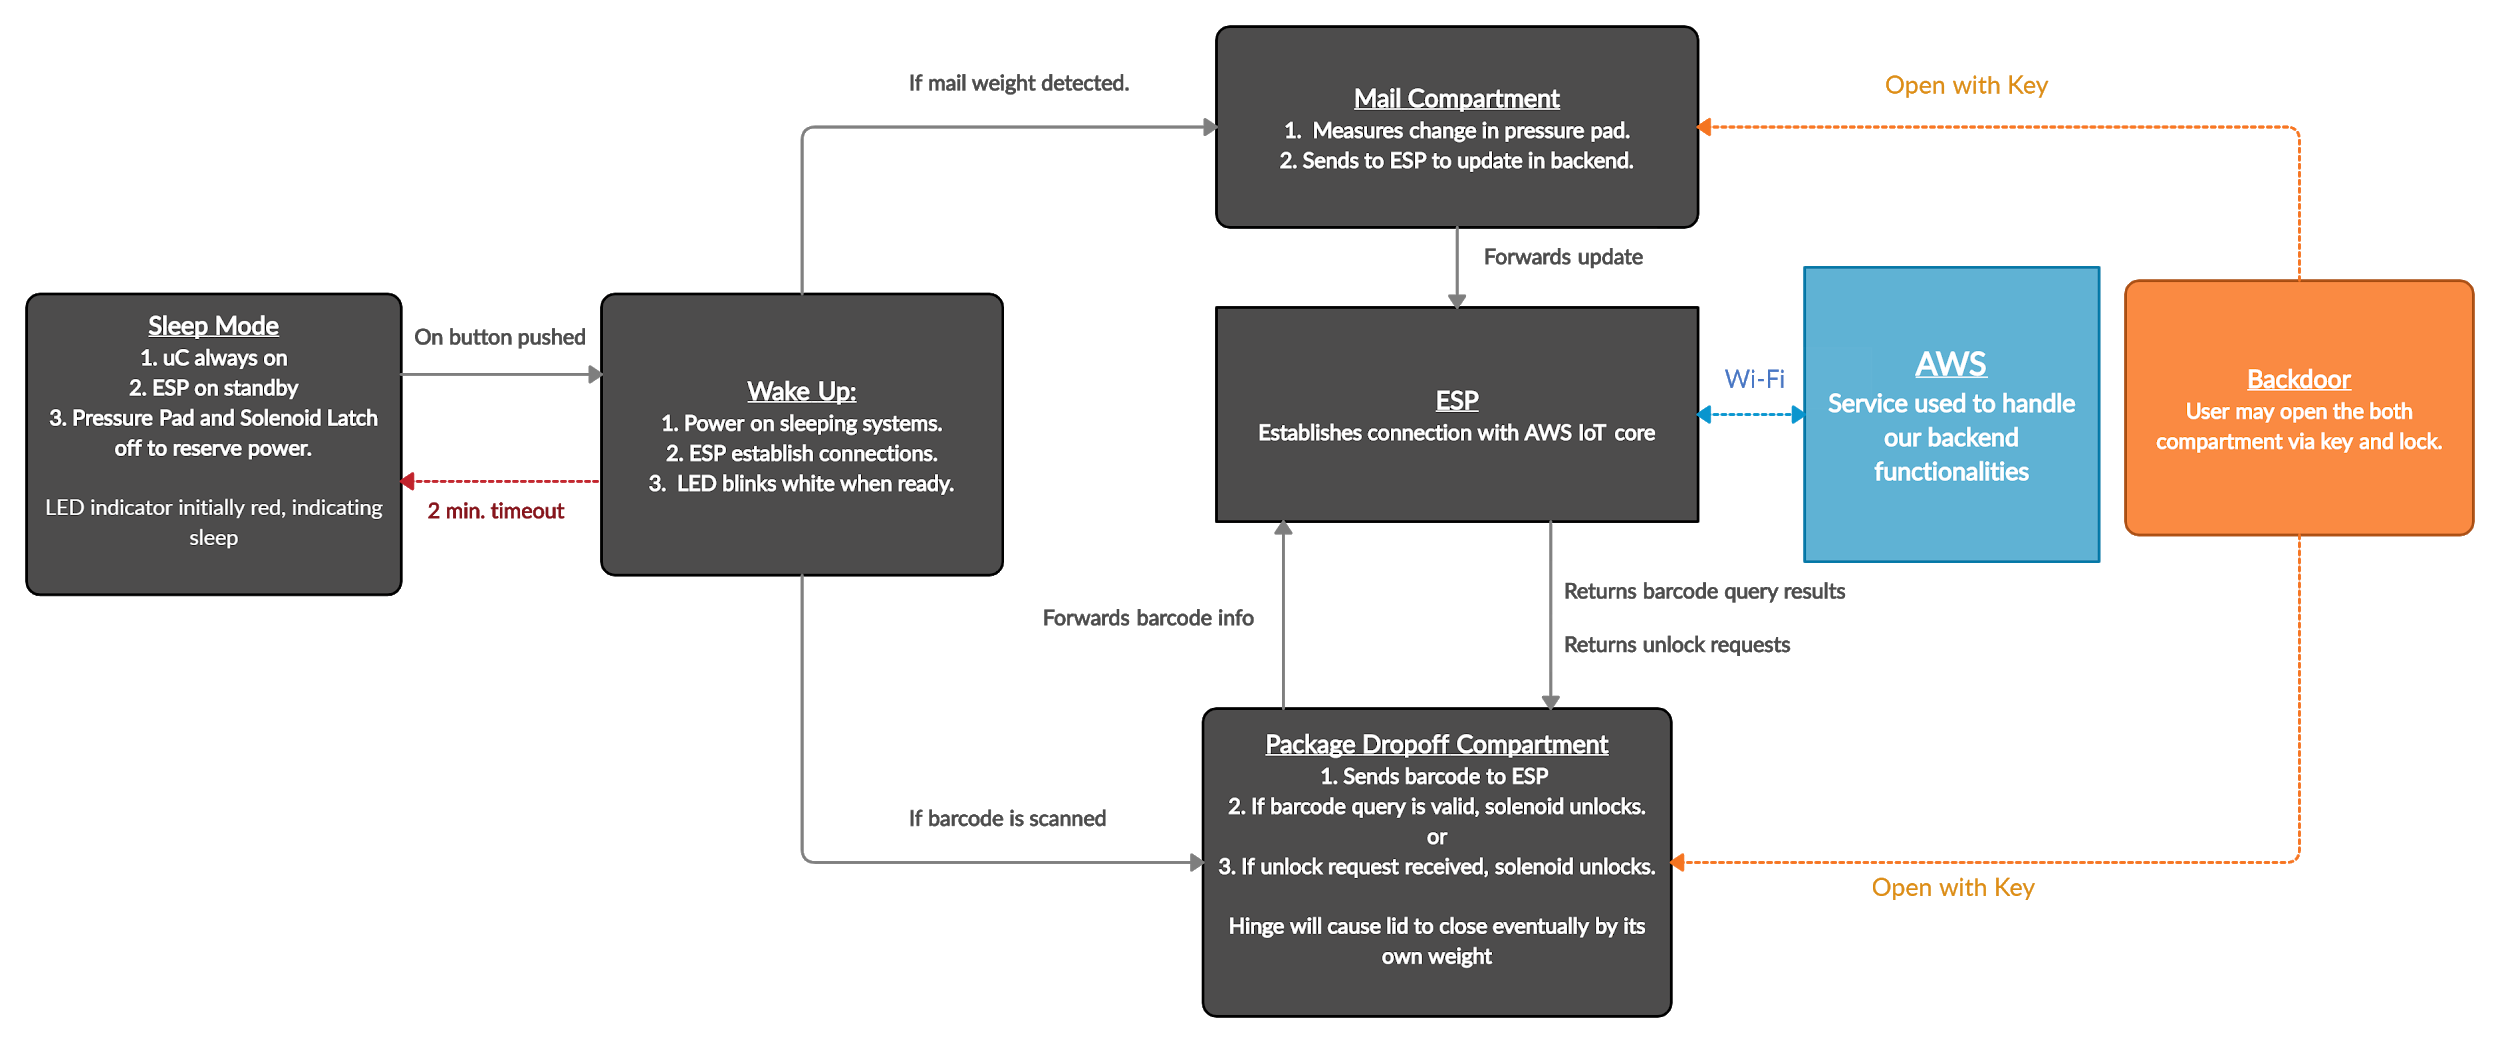 If mail weight detected.
Mail Compartment
1. Measures change in pressure pad.
2. Sends to ESP to update in backend.
Open with Key
Forwards update
Sleep Mode
1. uC always on
2. ESP on standby
3. Pressure Pad and Solenoid Latch
off to reserve power.
LED indicator initially red, indicating
sleep
On button pushed
2 min. timeout
Wake Up:
1. Power on sleeping systems.
2. ESP establish connections.
3. LED blinks white when ready.
ESP
Establishes connection with AWS IoT core
Wi-Fi
AWS
Service used to handle
our backend
functionalities
Backdoor
User may open the both
compartment via key and lock.
Forwards barcode info
Returns barcode query results
Returns unlock requests
If barcode is scanned
Package Dropoff Compartment
1. Sends barcode to ESP
2. If barcode query is valid, solenoid unlocks.
or
3. If unlock request received, solenoid unlocks.
Hinge will cause lid to close eventually by its
own weight
Open with Key